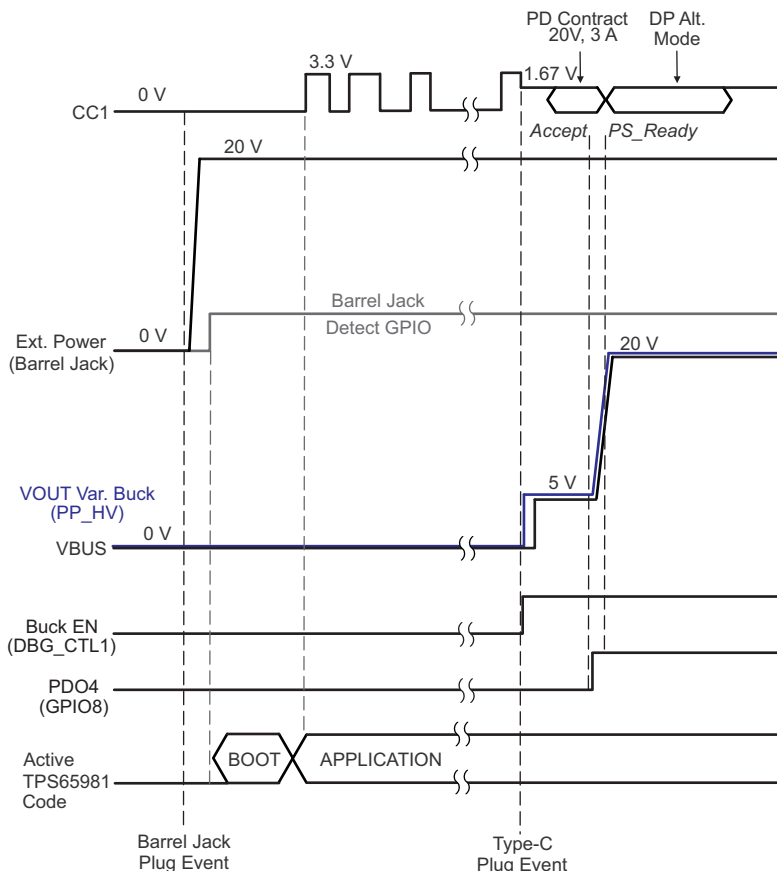 PD Contract
20V, 3 A
DP Alt.
Mode
3.3 V
1.67 V
0 V
CC1
Accept
PS_Ready
20 V
Barrel Jack
Detect GPIO
0 V
Ext. Power
(Barrel Jack)
20 V
5 V
VOUT Var. Buck
(PP_HV)
0 V
VBUS
Buck EN
(DBG_CTL1)
PDO4
(GPIO8)
Active
TPS65981
Code
BOOT
APPLICATION
Barrel Jack
Plug Event
Type-C
Plug Event